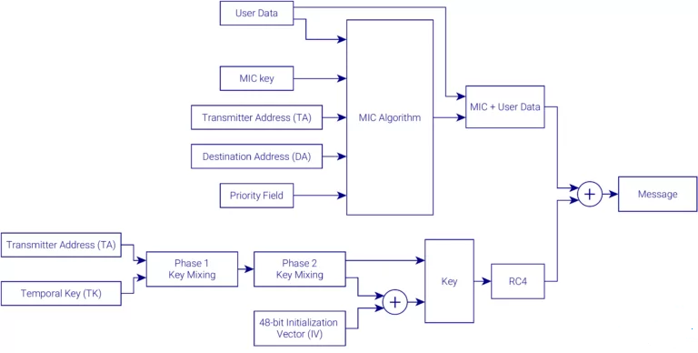 User Data
MIC key
Transmitter Address (TA)
MIC Algorithm
MIC + User Data
Destination Address (DA)
Priority Field
+
Message
Transmitter Address (TA)
Phase 1
Key Mixing
Phase 2
Key Mixing
Temporal Key (TK)
Key
RC4
+
48-bit Initialization
Vector (IV)